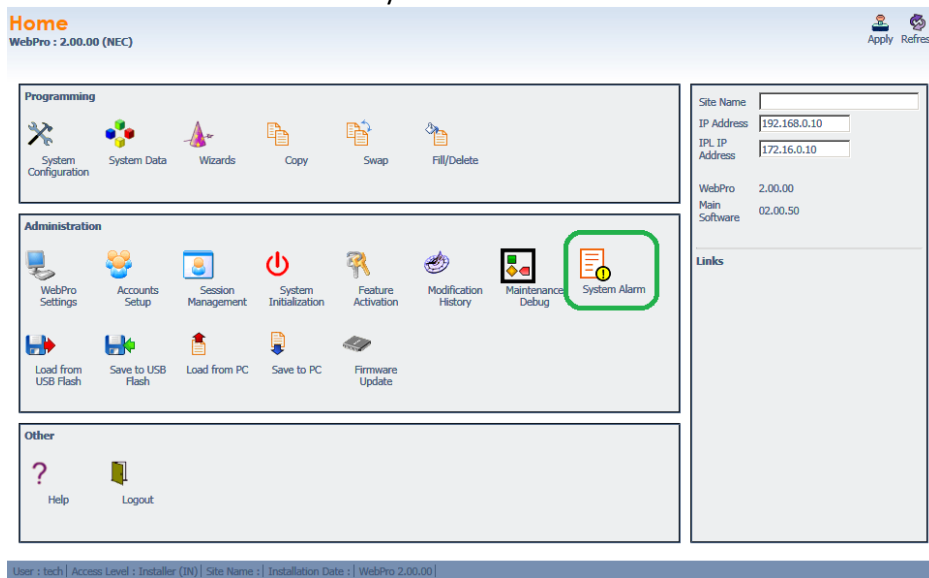 Home
WebPro : 2.00.00 (NEC)
Apply Refres
Programming
System Configuration
System Data
Wizards
Copy
Swap
Fill/Delete
Site Name
IP Address 192.168.0.10
IPL IP Address 172.16.0.10
WebPro 2.00.00
Main Software 02.00.50
Links
Administration
WebPro Settings
Accounts Setup
Session Management
System Initialization
Feature Activation
Modification History
Maintenance Debug
System Alarm
Load from USB Flash
Save to USB Flash
Load from PC
Save to PC
Firmware Update
Other
?
Help
Logout
User : tech | Access Level : Installer (IN) | Site Name : | Installation Date : | WebPro 2.00.00 |